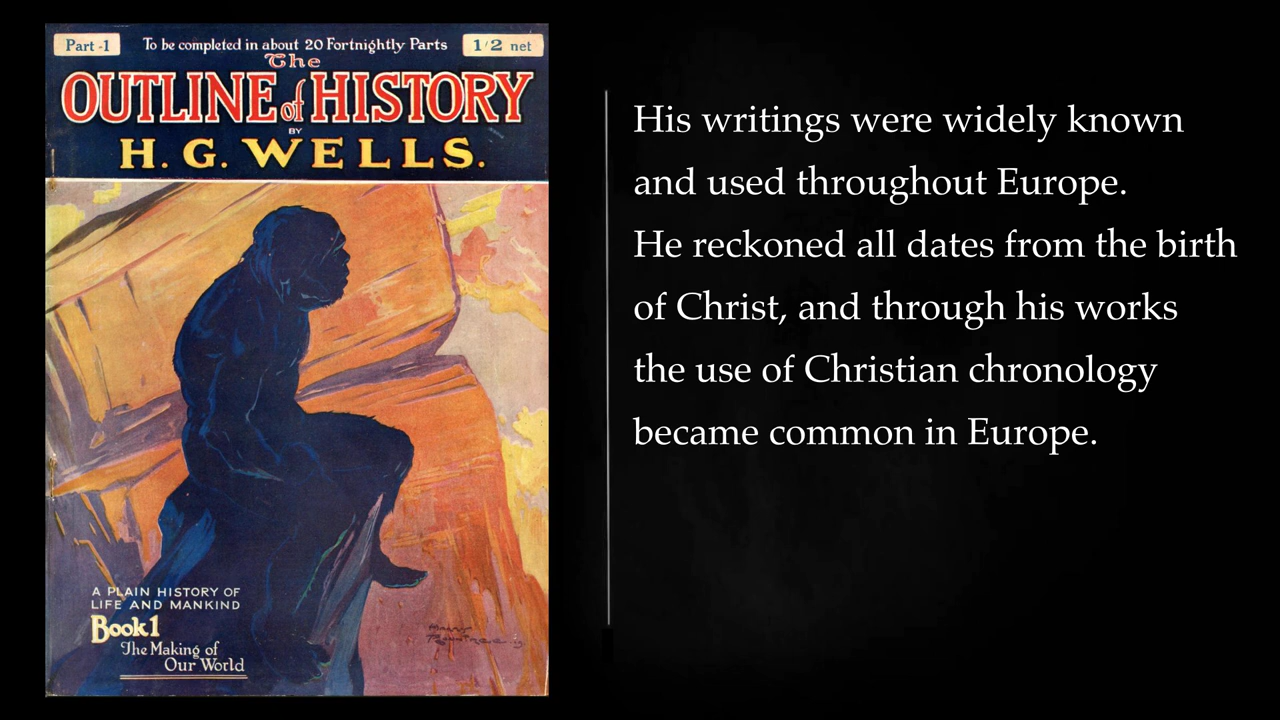 Part -1
To be completed in about 20 Fortnightly Parts
1/2 net
The
OUTLINE of HISTORY
BY
H. G. WELLS.
A PLAIN HISTORY OF
LIFE AND MANKIND
Book 1
The Making of
Our World
His writings were widely known
and used throughout Europe.
He reckoned all dates from the birth
of Christ, and through his works
the use of Christian chronology
became common in Europe.